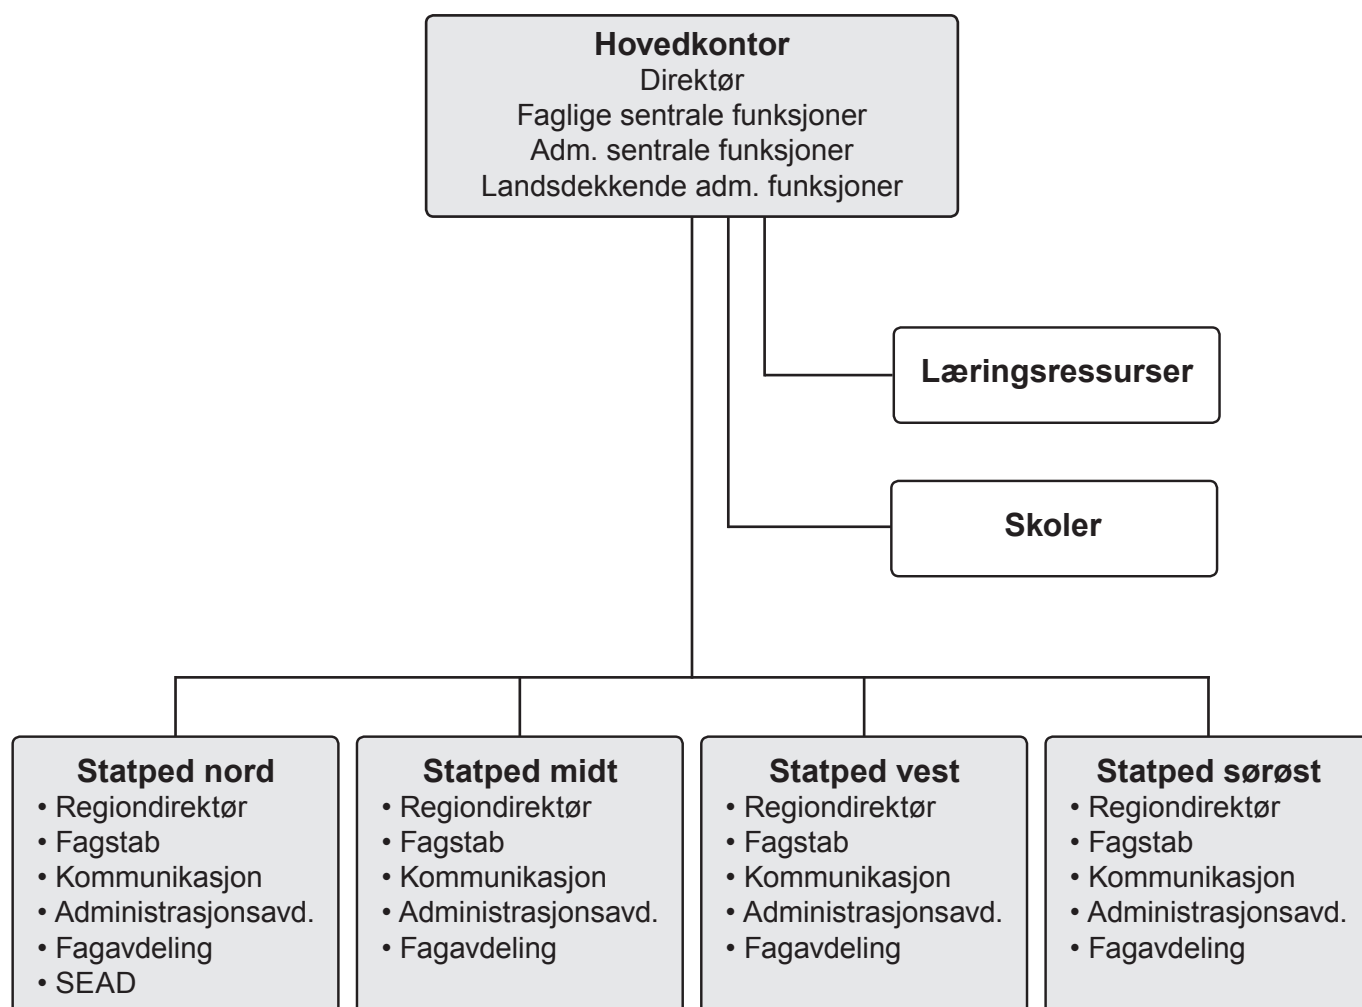 Hovedkontor
Direktør
Faglige sentrale funksjoner
Adm. sentrale funksjoner
Landsdekkende adm. funksjoner
Læringsressurser
Skoler
Statped nord
• Regiondirektør
• Fagstab
• Kommunikasjon
• Administrasjonsavd.
• Fagavdeling
• SEAD
Statped midt
• Regiondirektør
• Fagstab
• Kommunikasjon
• Administrasjonsavd.
• Fagavdeling
Statped vest
• Regiondirektør
• Fagstab
• Kommunikasjon
• Administrasjonsavd.
• Fagavdeling
Statped sørøst
• Regiondirektør
• Fagstab
• Kommunikasjon
• Administrasjonsavd.
• Fagavdeling